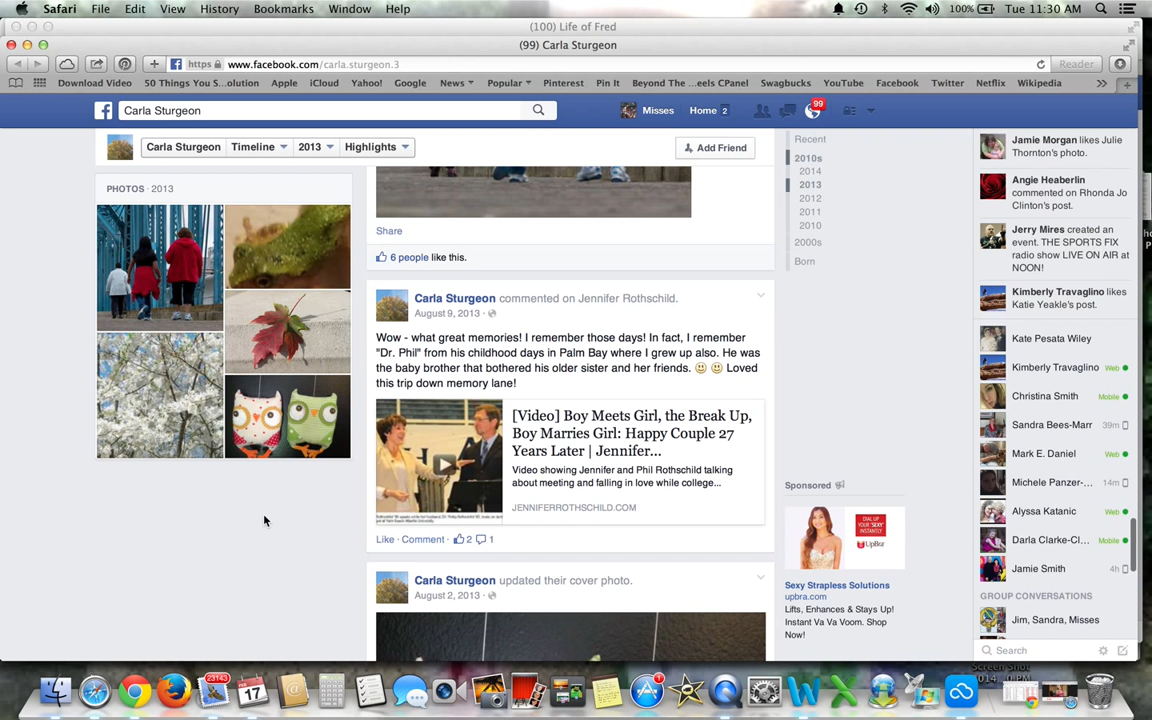 Safari File Edit View History Bookmarks Window Help 100% Tue 11:30 AM
(100) Life of Fred
(99) Carla Sturgeon
https www.facebook.com/carla.sturgeon.3 Reader
Download Video 50 Things You S...olution Apple iCloud Yahoo! Google News Popular Pinterest Pin It Beyond The ...eels CPanel Swagbucks YouTube Facebook Twitter Netflix Wikipedia
Carla Sturgeon Misses Home 2 99
Carla Sturgeon Timeline 2013 Highlights Add Friend
PHOTOS · 2013
Share
6 people like this.
Carla Sturgeon commented on Jennifer Rothschild.
August 9, 2013
Wow - what great memories! I remember those days! In fact, I remember
"Dr. Phil" from his childhood days in Palm Bay where I grew up also. He was
the baby brother that bothered his older sister and her friends. Loved
this trip down memory lane!
[Video] Boy Meets Girl, the Break Up,
Boy Marries Girl: Happy Couple 27
Years Later | Jennifer...
Video showing Jennifer and Phil Rothschild talking
about meeting and falling in love while college...
JENNIFERROTHSCHILD.COM
Like · Comment · 2 1
Carla Sturgeon updated their cover photo.
August 2, 2013
Recent
2010s
2014
2013
2012
2011
2010
2000s
Born
Sponsored
DIAL UP
YOUR 'SEXY'
INSTANTLY
UpBra
Sexy Strapless Solutions
upbra.com
Lifts, Enhances & Stays Up!
Instant Va Va Voom. Shop
Now!
Jamie Morgan likes Julie
Thornton's photo.
Angie Heaberlin
commented on Rhonda Jo
Clinton's post.
Jerry Mires created an
event. THE SPORTS FIX
radio show LIVE ON AIR at
NOON!
Kimberly Travaglino likes
Katie Yeakle's post.
Kate Pesata Wiley
Kimberly Travaglino Web
Christina Smith Mobile
Sandra Bees-Marr 39m
Mark E. Daniel Web
Michele Panzer-... 14m
Alyssa Katanic Web
Darla Clarke-Cl... Mobile
Jamie Smith 4h
GROUP CONVERSATIONS
Jim, Sandra, Misses
Search
Screen Shot
23143
FEB
17
1